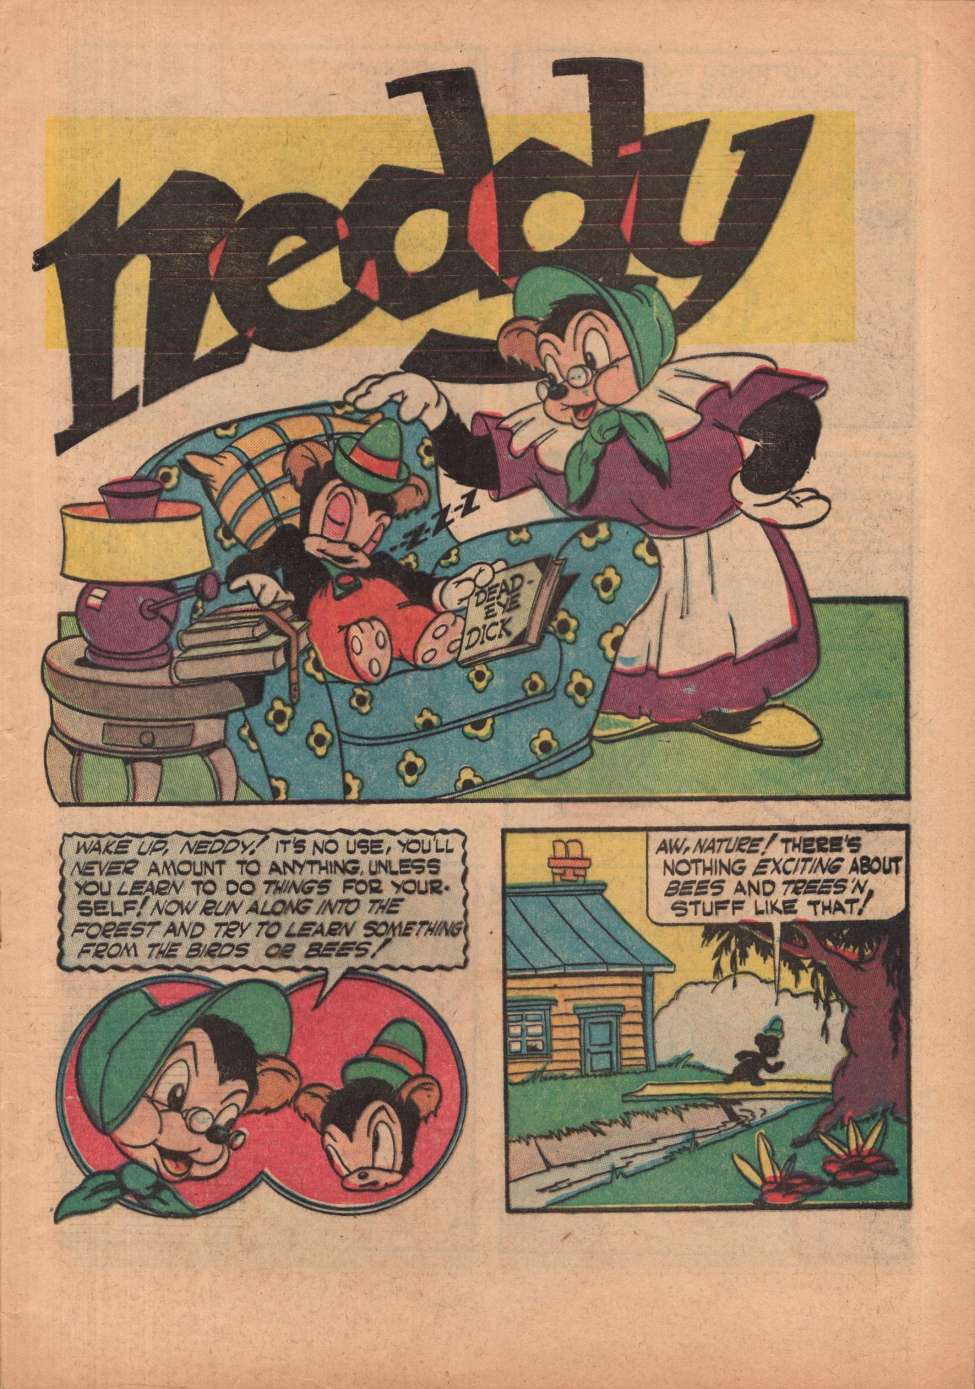 neddy
--Z-Z-Z
DEAD-
EYE
DICK
WAKE UP, NEDDY! IT'S NO USE, YOU'LL
NEVER AMOUNT TO ANYTHING, UNLESS
YOU LEARN TO DO THINGS FOR YOUR-
SELF! NOW RUN ALONG INTO THE
FOREST AND TRY TO LEARN SOMETHING
FROM THE BIRDS OR BEES!
AW, NATURE! THERE'S
NOTHING EXCITING ABOUT
BEES AND TREES 'N,
STUFF LIKE THAT!